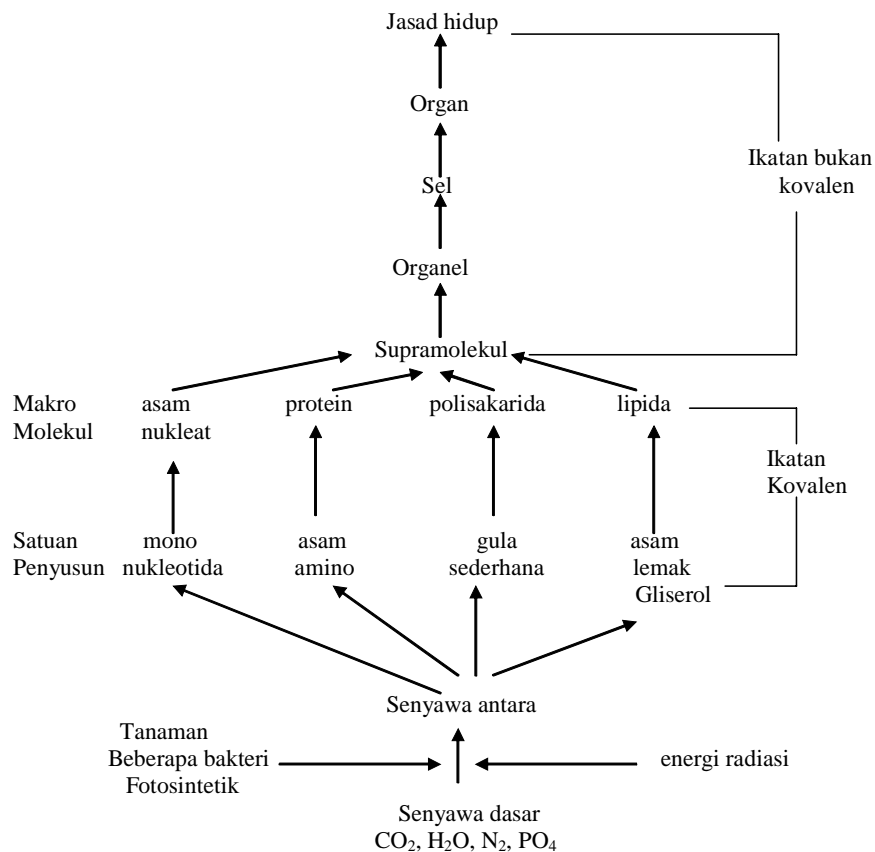 Jasad hidup
Organ
Ikatan bukan
kovalen
Sel
Organel
Supramolekul
Makro
Molekul
asam
nukleat
protein
polisakarida
lipida
Ikatan
Kovalen
Satuan
Penyusun
mono
nukleotida
asam
amino
gula
sederhana
asam
lemak
Gliserol
Senyawa antara
Tanaman
Beberapa bakteri
Fotosintetik
energi radiasi
Senyawa dasar
CO₂, H₂O, N₂, PO₄